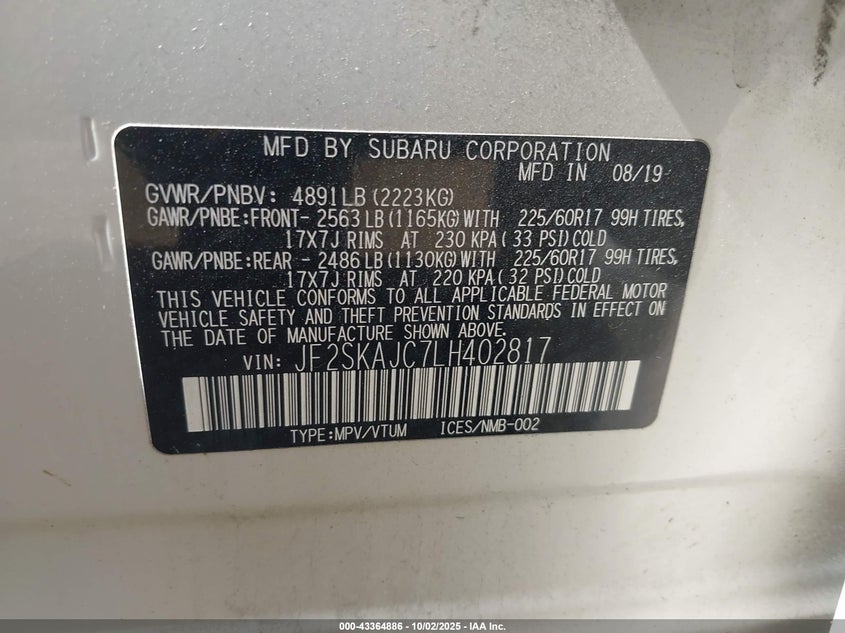 MFD BY SUBARU CORPORATION
MFD IN 08/19
GVWR/PNBV: 4891LB (2223KG)
GAWR/PNBE:FRONT- 2563LB (1165KG) WITH 225/60R17 99H TIRES,
17X7J RIMS AT 230 KPA ( 33 PSI) COLD
GAWR/PNBE:REAR - 2486LB (1130KG) WITH 225/60R17 99H TIRES,
17X7J RIMS AT 220 KPA ( 32 PSI) COLD
THIS VEHICLE CONFORMS TO ALL APPLICABLE FEDERAL MOTOR
VEHICLE SAFETY AND THEFT PREVENTION STANDARDS IN EFFECT ON
THE DATE OF MANUFACTURE SHOWN ABOVE.
VIN: JF2SKAJC7LH402817
TYPE:MPV/VTUM ICES/NMB-002
000-43364886 - 10/02/2025 - IAA Inc.